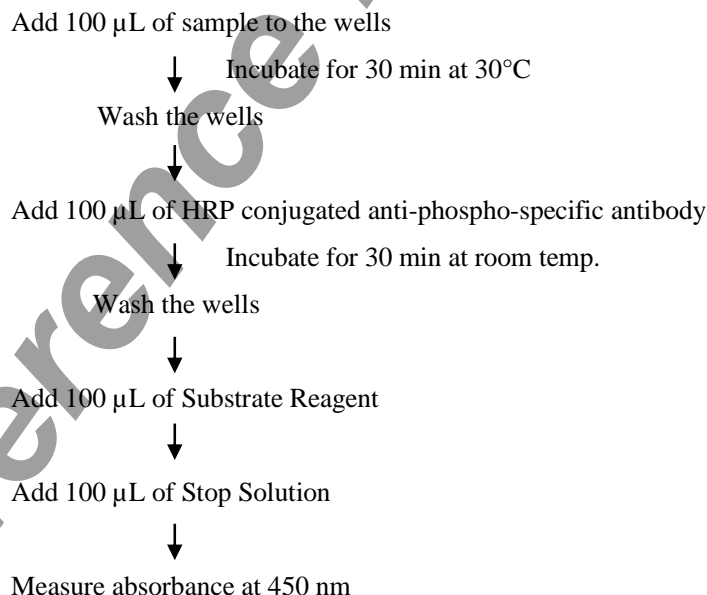 Add 100 µL of sample to the wells
Incubate for 30 min at 30°C
Wash the wells
Add 100 µL of HRP conjugated anti-phospho-specific antibody
Incubate for 30 min at room temp.
Wash the wells
Add 100 µL of Substrate Reagent
Add 100 µL of Stop Solution
Measure absorbance at 450 nm
erence